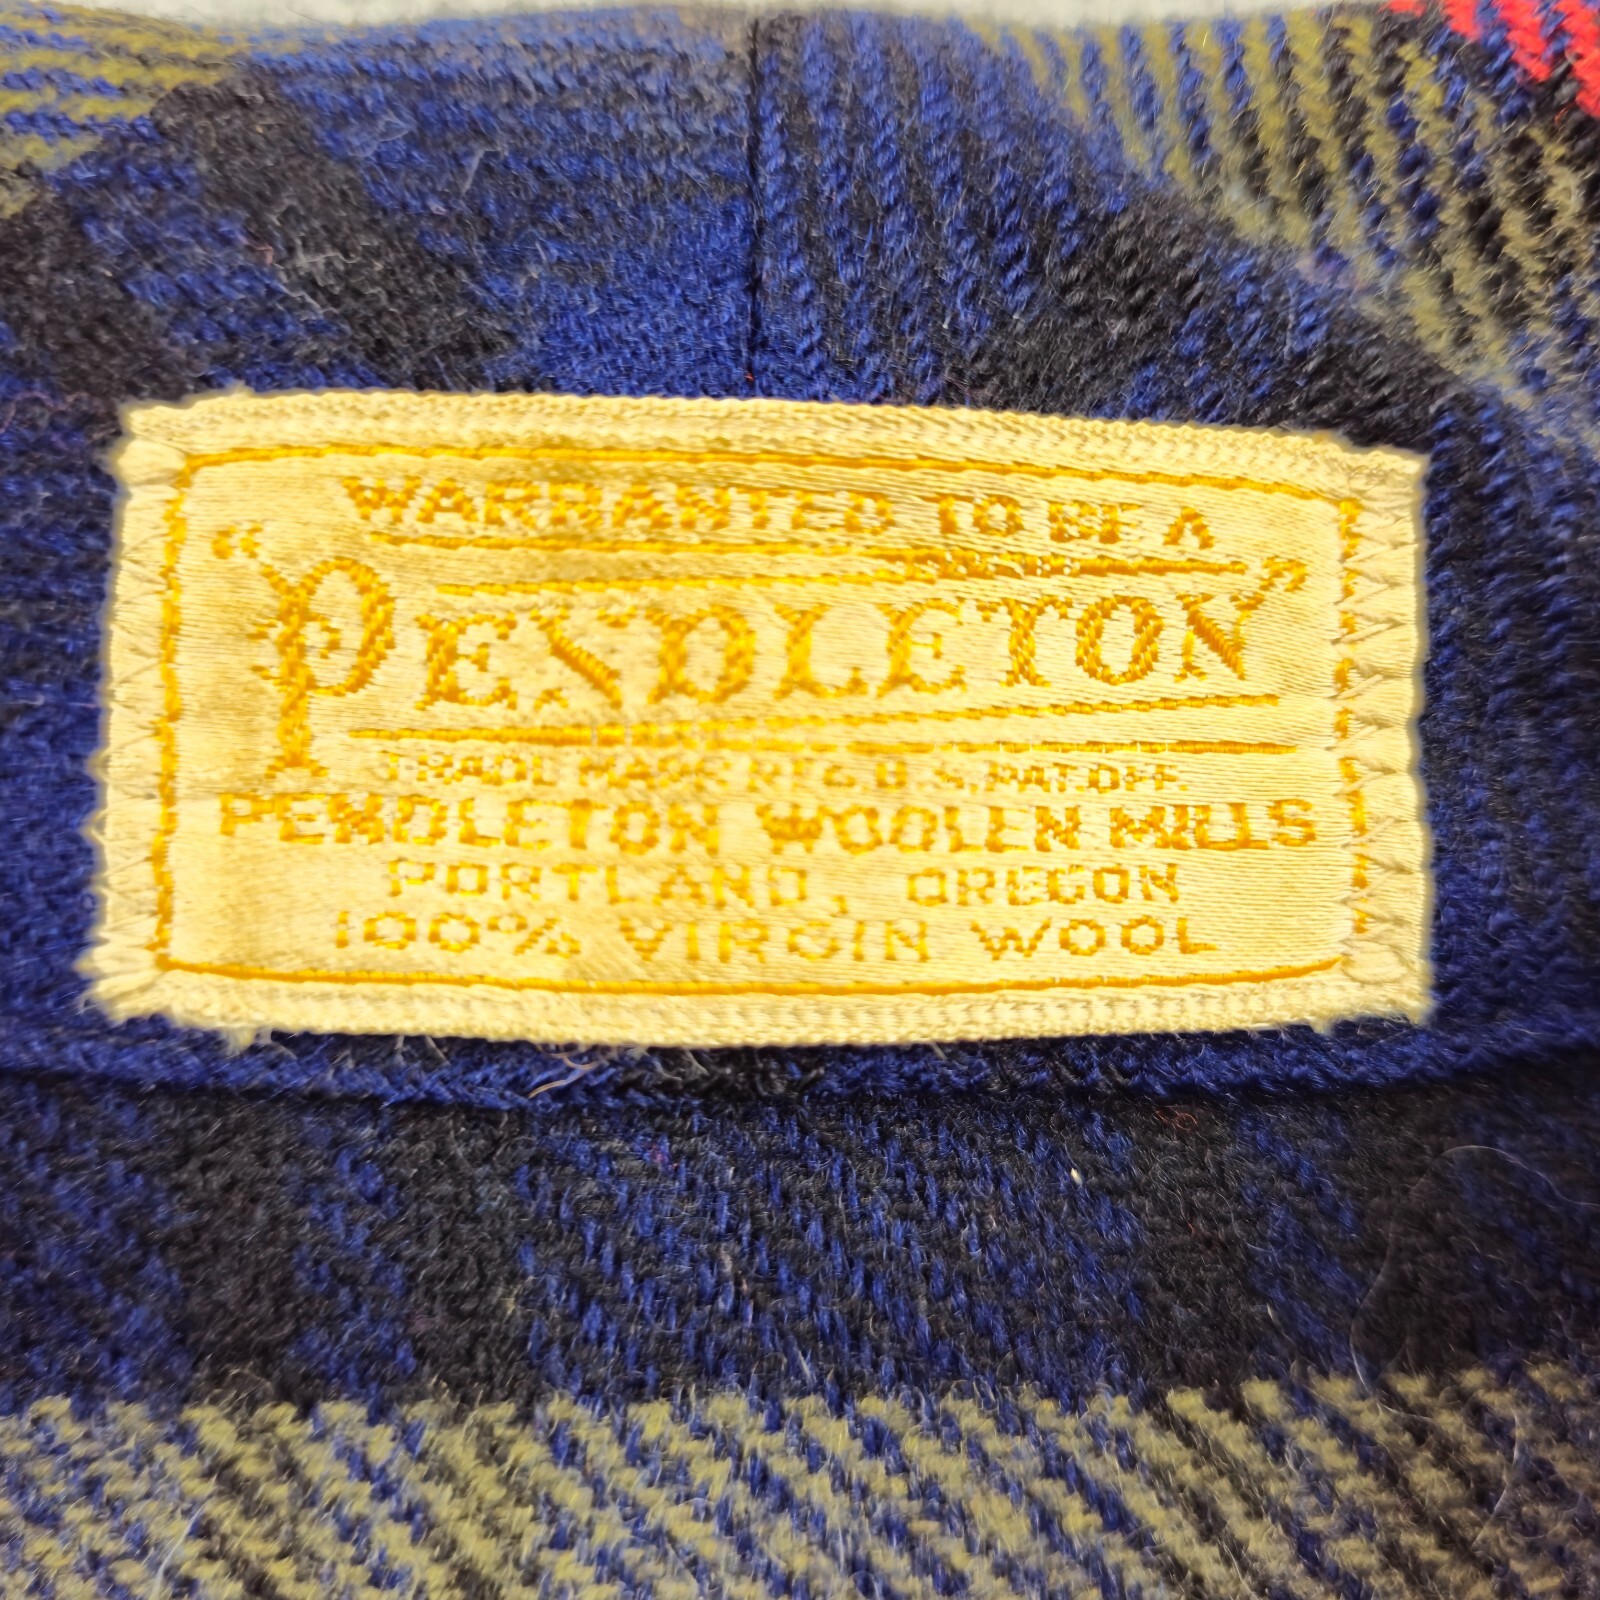 WARRANTED TO BE A
“PENDLETON”
TRADE MARK REG. U.S. PAT. OFF.
PENDLETON WOOLEN MILLS
PORTLAND, OREGON
100% VIRGIN WOOL